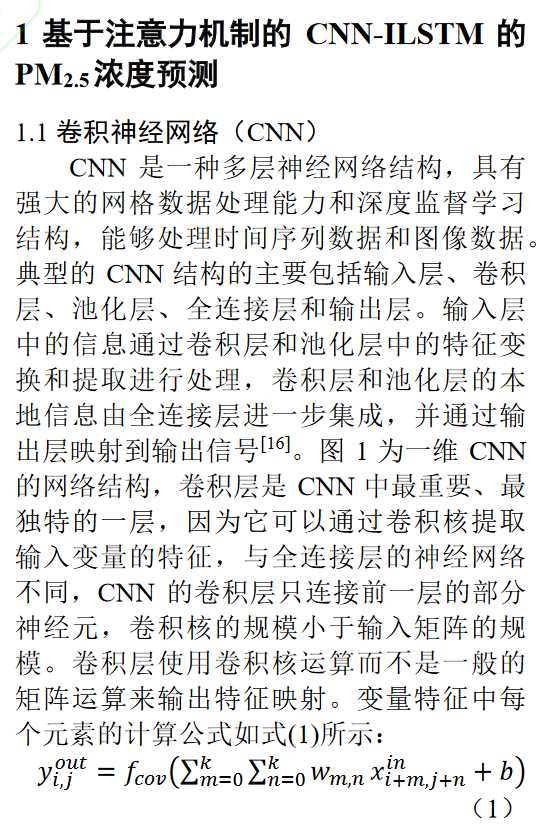 1 基于注意力机制的 CNN-ILSTM 的
PM₂.₅浓度预测
1.1 卷积神经网络（CNN）
CNN 是一种多层神经网络结构，具有
强大的网格数据处理能力和深度监督学习
结构，能够处理时间序列数据和图像数据。
典型的 CNN 结构的主要包括输入层、卷积
层、池化层、全连接层和输出层。输入层
中的信息通过卷积层和池化层中的特征变
换和提取进行处理，卷积层和池化层的本
地信息由全连接层进一步集成，并通过输
出层映射到输出信号[16]。图 1 为一维 CNN
的网络结构，卷积层是 CNN 中最重要、最
独特的一层，因为它可以通过卷积核提取
输入变量的特征，与全连接层的神经网络
不同，CNN 的卷积层只连接前一层的部分
神经元，卷积核的规模小于输入矩阵的规
模。卷积层使用卷积核运算而不是一般的
矩阵运算来输出特征映射。变量特征中每
个元素的计算公式如式(1)所示：
y_{i,j}^{out} = f_{cov}(∑_{m=0}^{k} ∑_{n=0}^{k} w_{m,n} x_{i+m,j+n}^{in} + b)
（1）